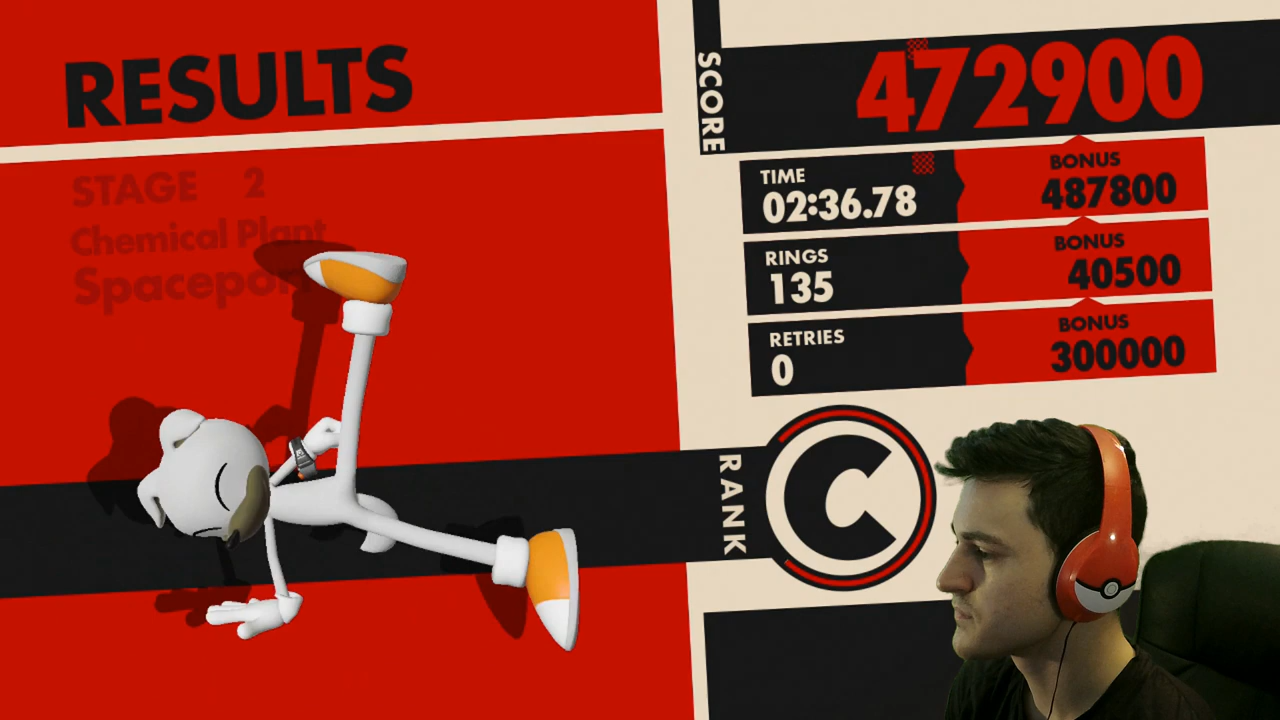 RESULTS
STAGE 2
Chemical Plant
Spaceport
SCORE
472900
TIME
02:36.78
BONUS
487800
RINGS
135
BONUS
40500
RETRIES
0
BONUS
300000
RANK
C